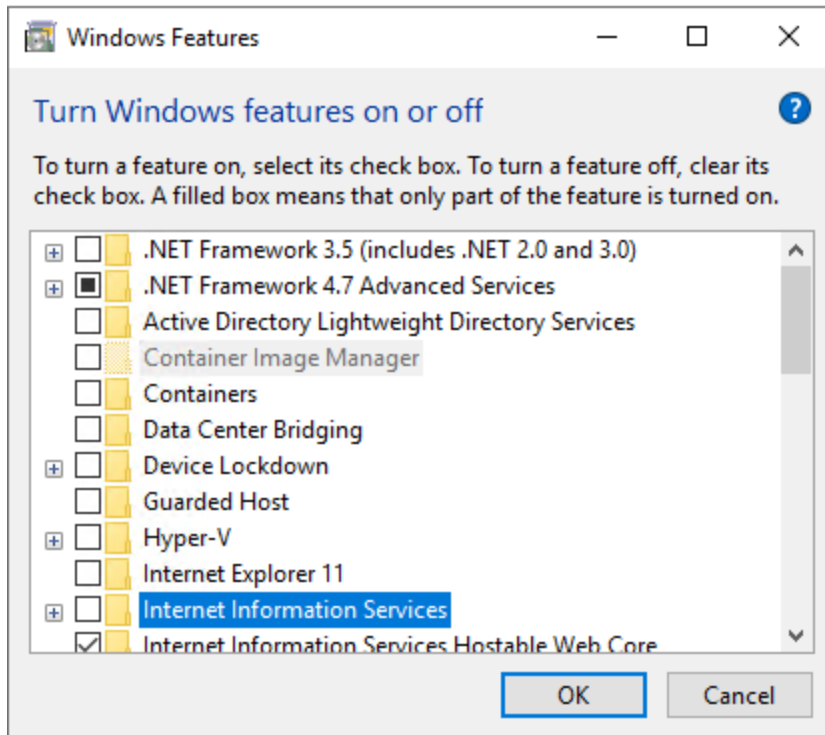 Windows Features
Turn Windows features on or off
?
To turn a feature on, select its check box. To turn a feature off, clear its
check box. A filled box means that only part of the feature is turned on.
.NET Framework 3.5 (includes .NET 2.0 and 3.0)
.NET Framework 4.7 Advanced Services
Active Directory Lightweight Directory Services
Container Image Manager
Containers
Data Center Bridging
Device Lockdown
Guarded Host
Hyper-V
Internet Explorer 11
Internet Information Services
Internet Information Services Hostable Web Core
OK Cancel